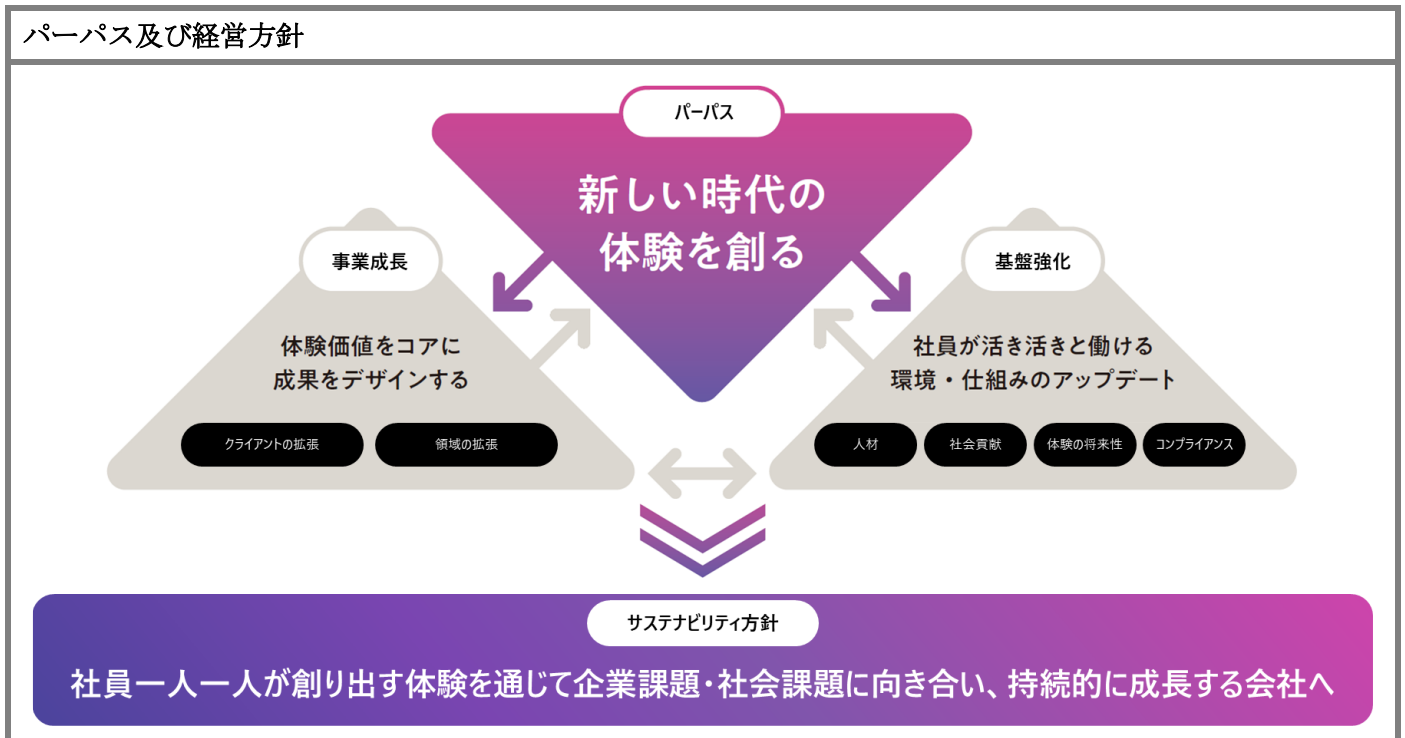 パーパス及び経営方針
パーパス
新しい時代の
体験を創る
事業成長
体験価値をコアに
成果をデザインする
クライアントの拡張
領域の拡張
基盤強化
社員が活き活きと働ける
環境・仕組みのアップデート
人材
社会貢献
体験の将来性
コンプライアンス
サステナビリティ方針
社員一人一人が創り出す体験を通じて企業課題・社会課題に向き合い、持続的に成長する会社へ